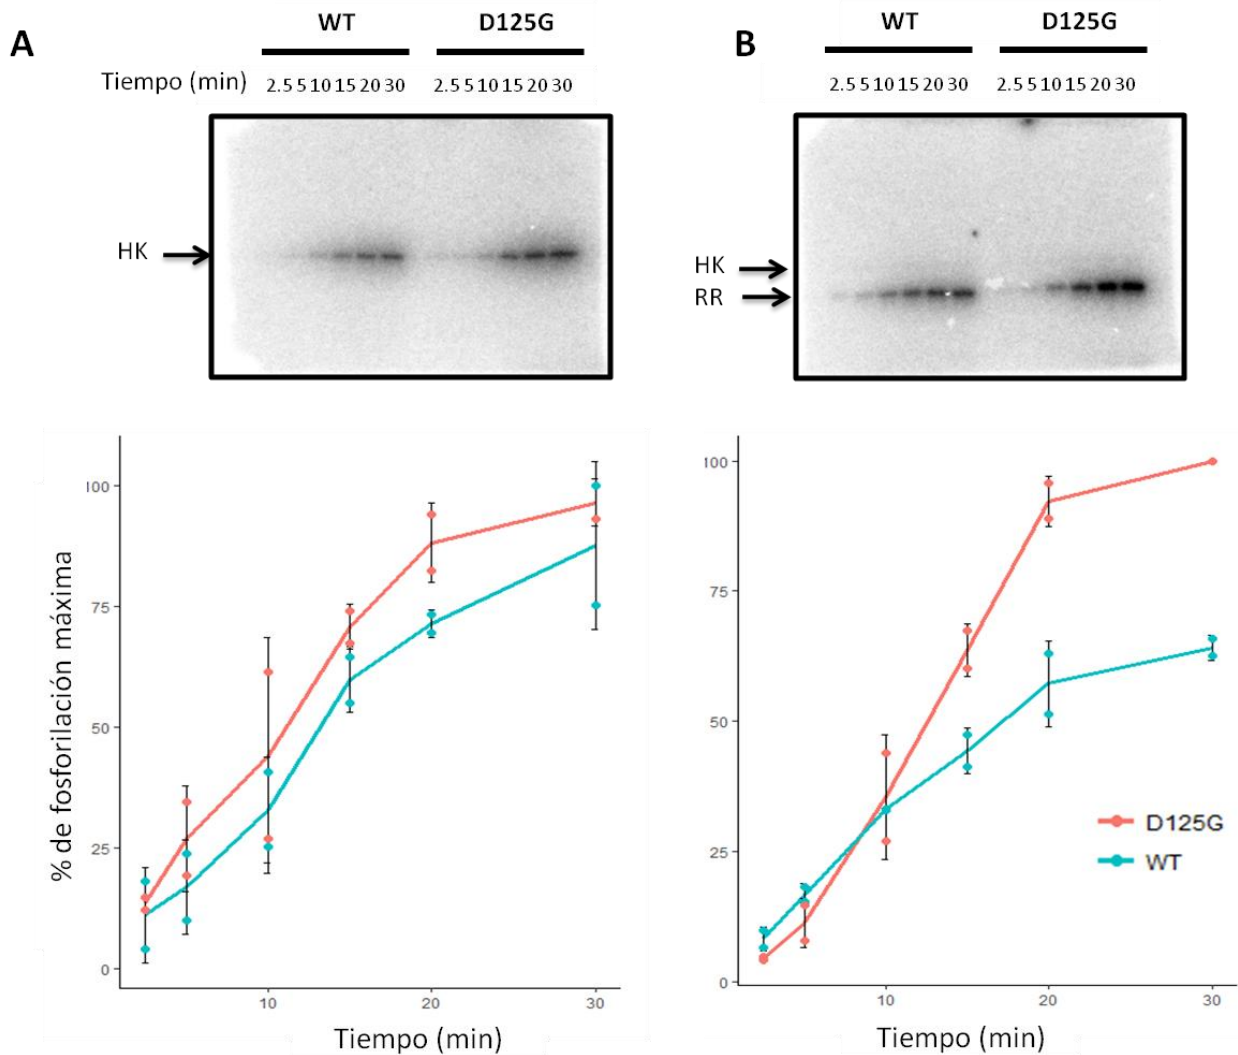 A
WT D125G
Tiempo (min) 2.5 5 10 15 20 30 2.5 5 10 15 20 30
HK
B
WT D125G
2.5 5 10 15 20 30 2.5 5 10 15 20 30
HK
RR
% de fosforilación máxima
100
75
50
25
0
10 20 30
Tiempo (min)
100
75
50
25
0
10 20 30
Tiempo (min)
D125G
WT